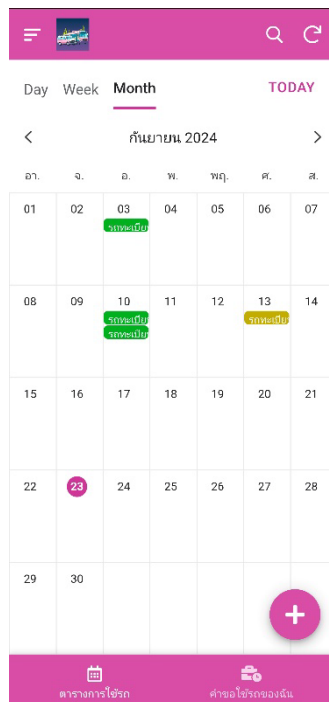 Day Week Month TODAY
กันยายน 2024
อา. จ. อ. พ. พฤ. ศ. ส.
01 02 03 04 05 06 07
รถทะเบีย
08 09 10 11 12 13 14
รถทะเบีย รถทะเบีย
รถทะเบีย
15 16 17 18 19 20 21
22 23 24 25 26 27 28
29 30
ตารางการใช้รถ คำขอใช้รถของฉัน